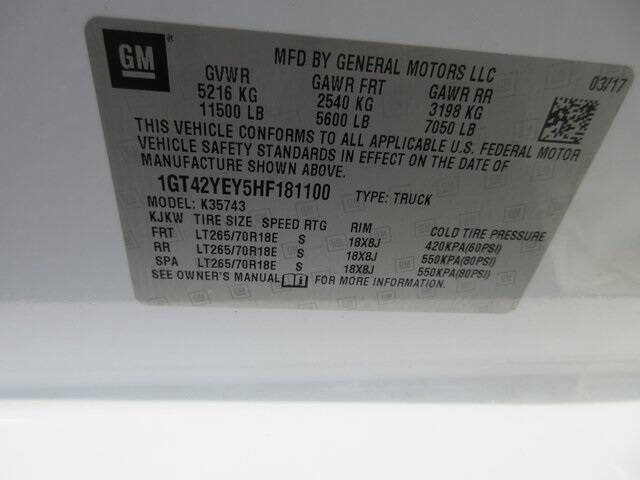 GM
MFD BY GENERAL MOTORS LLC
03/17
GVWR GAWR FRT GAWR RR
5216 KG 2540 KG 3198 KG
11500 LB 5600 LB 7050 LB
THIS VEHICLE CONFORMS TO ALL APPLICABLE U.S. FEDERAL MOTOR
VEHICLE SAFETY STANDARDS IN EFFECT ON THE DATE OF
MANUFACTURE SHOWN ABOVE.
1GT42YEY5HF181100 TYPE: TRUCK
MODEL: K35743
KJKW TIRE SIZE SPEED RTG RIM COLD TIRE PRESSURE
FRT LT265/70R18E S 18X8J 420KPA(60PSI)
RR LT265/70R18E S 18X8J 550KPA(80PSI)
SPA LT265/70R18E S 18X8J 550KPA(80PSI)
SEE OWNER'S MANUAL FOR MORE INFORMATION.